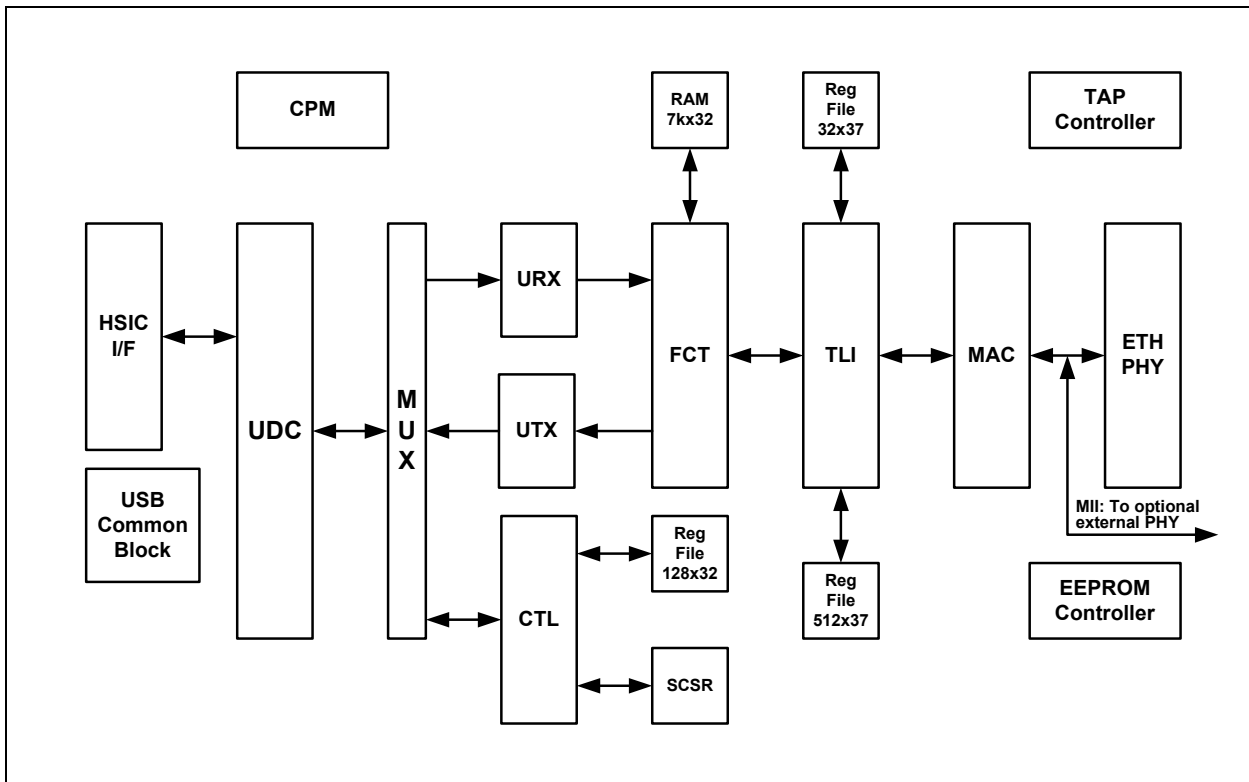 CPM
RAM
7kx32
Reg
File
32x37
TAP
Controller
HSIC
I/F
UDC
M
U
X
URX
UTX
FCT
TLI
MAC
ETH
PHY
MII: To optional
external PHY
USB
Common
Block
CTL
Reg
File
128x32
SCSR
Reg
File
512x37
EEPROM
Controller